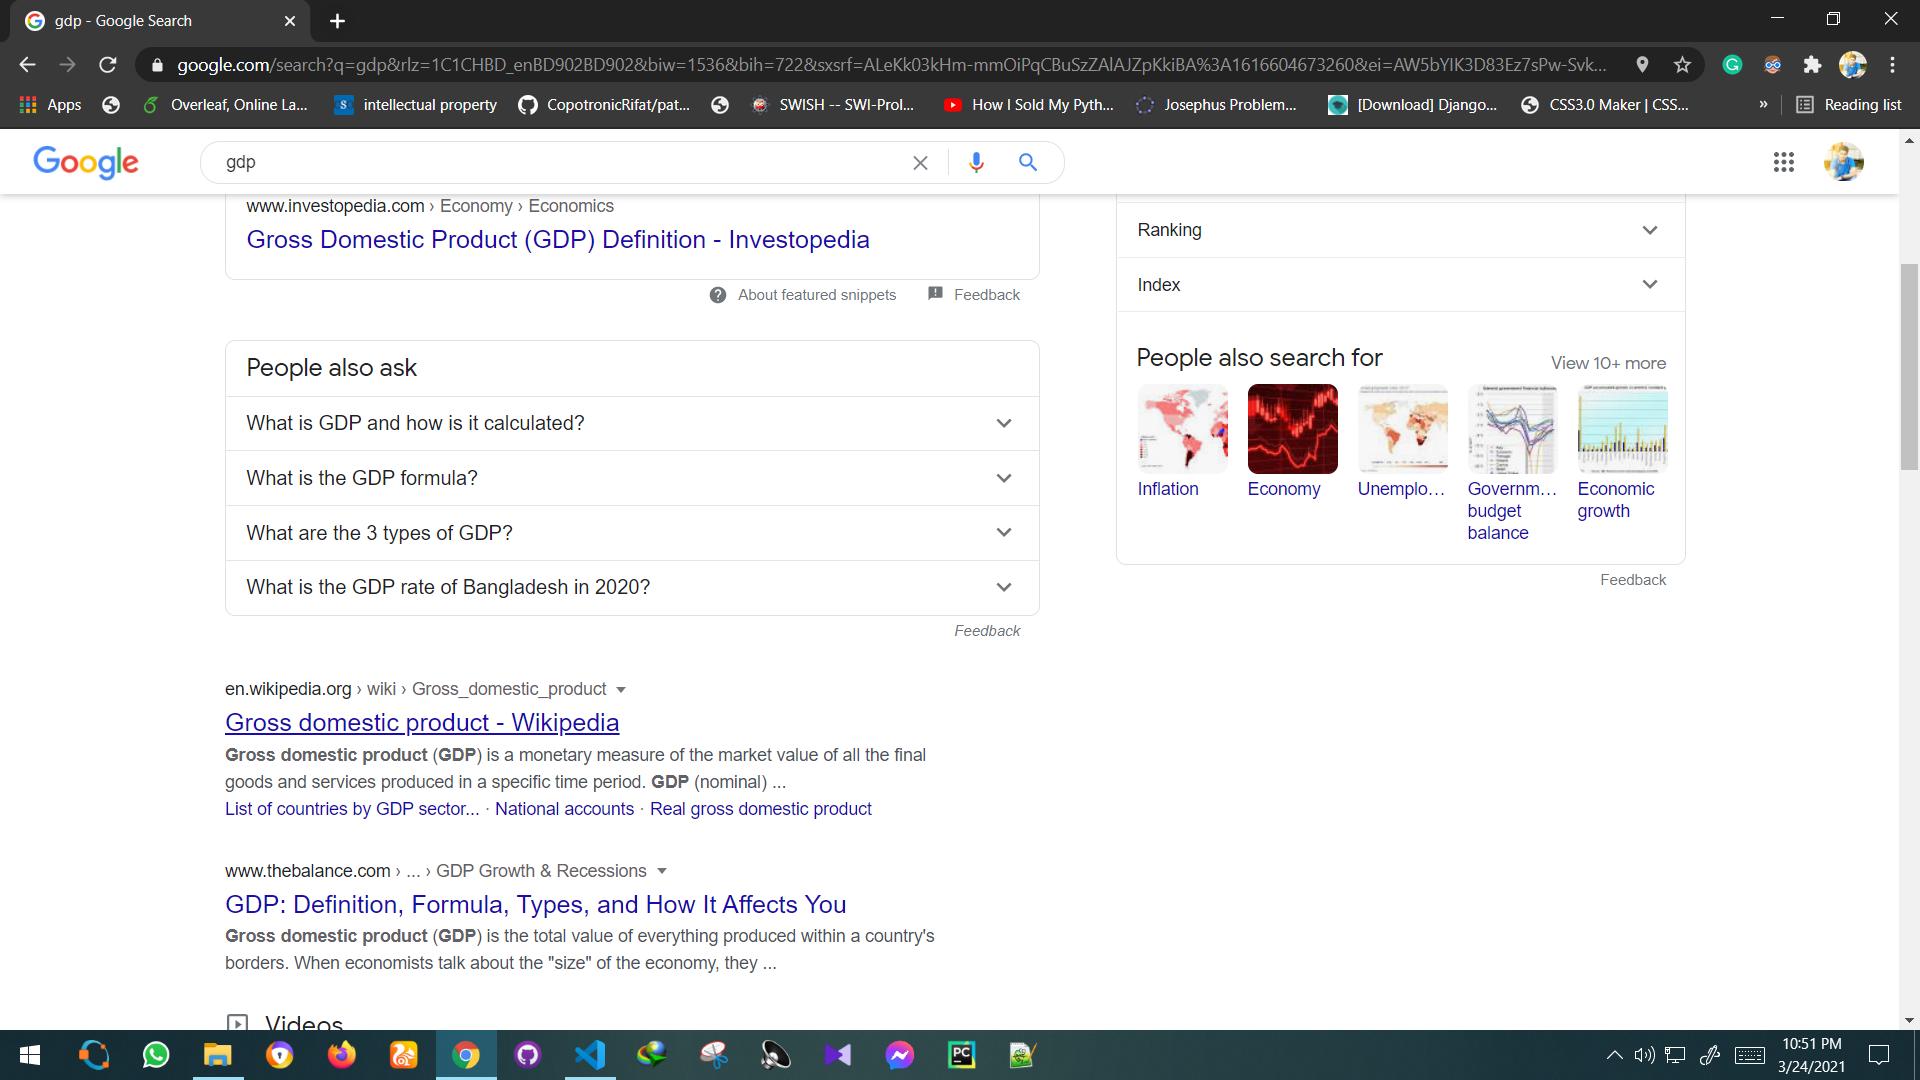 gdp - Google Search
google.com/search?q=gdp&rlz=1C1CHBD_enBD902BD902&biw=1536&bih=722&sxsrf=ALeKk03kHm-mmOiPqCBuSzZAlAJZpKkiBA%3A1616604673260&ei=AW5bYIK3D83Ez7sPw-Svk...
Apps Overleaf, Online La... intellectual property CopotronicRifat/pat... SWISH -- SWI-Prol... How I Sold My Pyth... Josephus Problem... [Download] Django... CSS3.0 Maker | CSS... » Reading list
Google gdp
www.investopedia.com › Economy › Economics
Gross Domestic Product (GDP) Definition - Investopedia
About featured snippets Feedback
People also ask
What is GDP and how is it calculated?
What is the GDP formula?
What are the 3 types of GDP?
What is the GDP rate of Bangladesh in 2020?
Feedback
en.wikipedia.org › wiki › Gross_domestic_product
Gross domestic product - Wikipedia
Gross domestic product (GDP) is a monetary measure of the market value of all the final
goods and services produced in a specific time period. GDP (nominal) ...
List of countries by GDP sector... · National accounts · Real gross domestic product
www.thebalance.com › ... › GDP Growth & Recessions
GDP: Definition, Formula, Types, and How It Affects You
Gross domestic product (GDP) is the total value of everything produced within a country's
borders. When economists talk about the "size" of the economy, they ...
Videos
Ranking
Index
People also search for
View 10+ more
Inflation
Economy
Unemplo...
Governm...
budget
balance
Economic
growth
Feedback
10:51 PM
3/24/2021